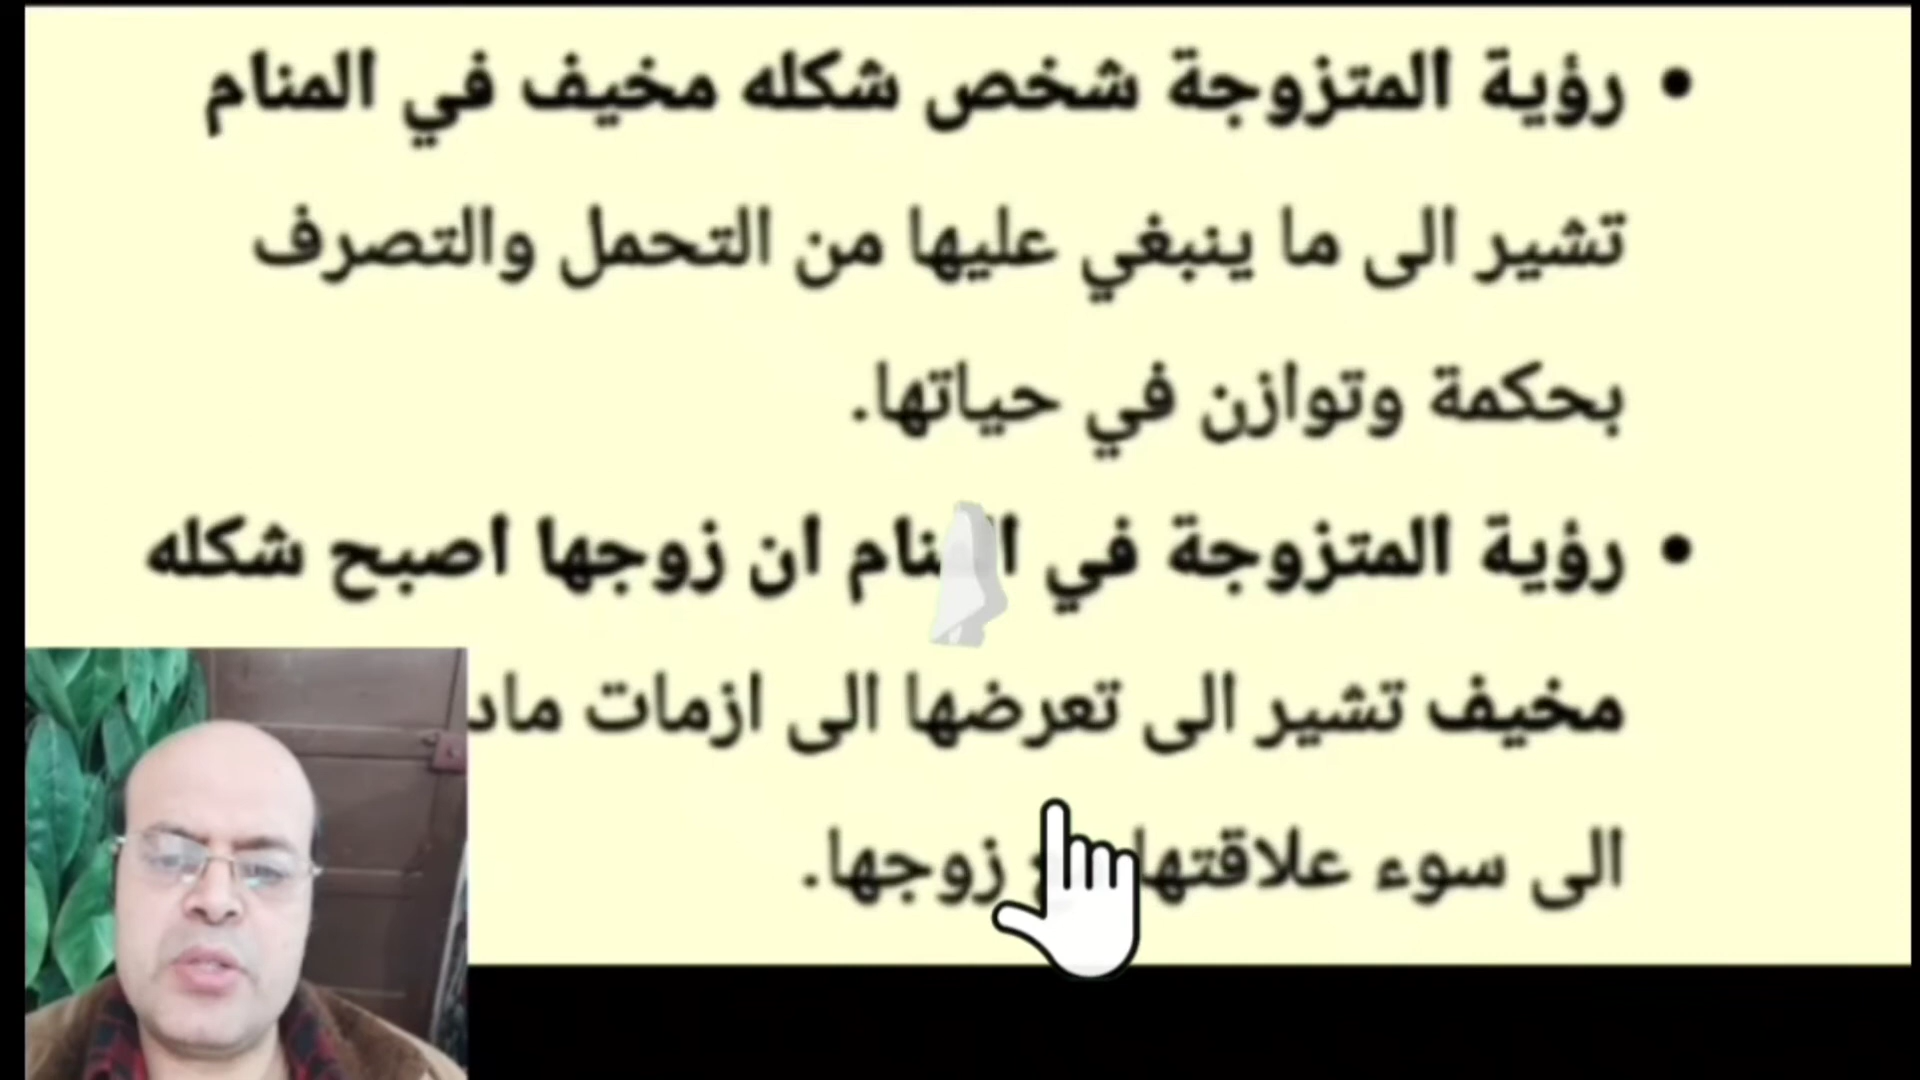 • رؤية المتزوجة شخص شكله مخيف في المنام
تشير الى ما ينبغي عليها من التحمل والتصرف
بحكمة وتوازن في حياتها.
• رؤية المتزوجة في المنام ان زوجها اصبح شكله
مخيف تشير الى تعرضها الى ازمات
الى سوء علاقتها زوجها.